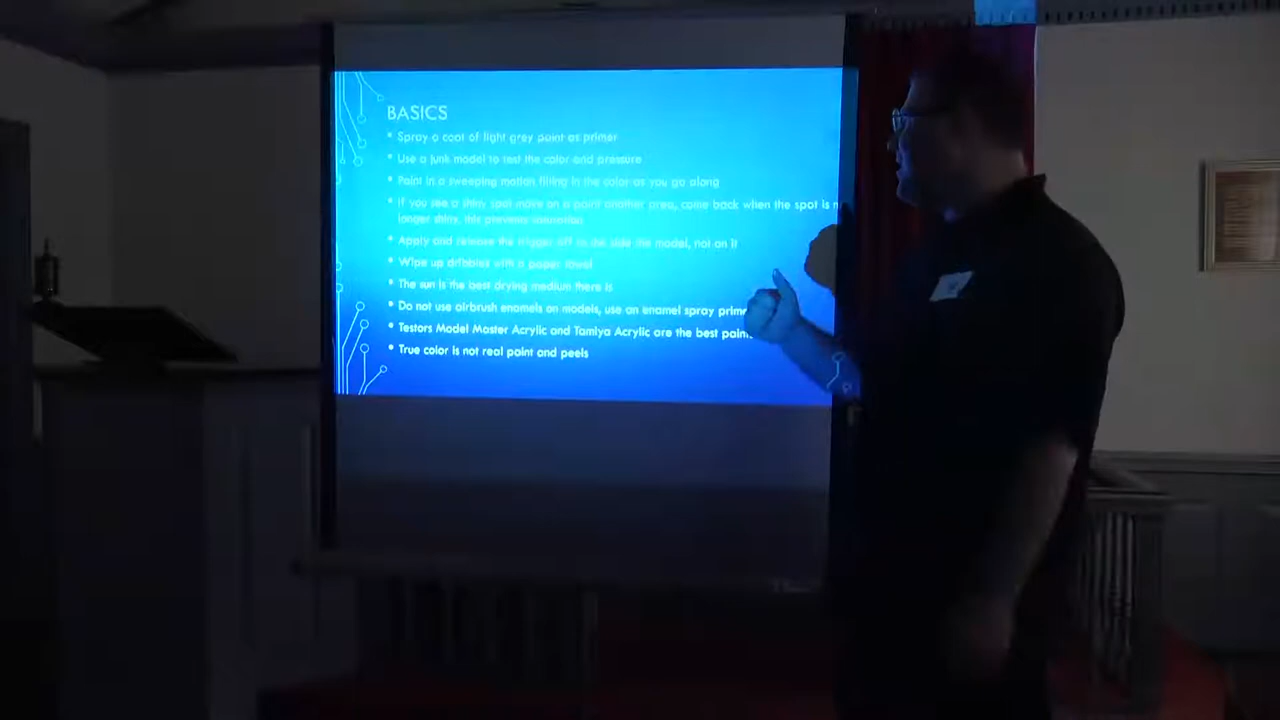 BASICS
• Spray a coat of light grey paint as primer
• Use a junk model to test the color and pressure
• Paint in a sweeping motion filling in the color as you go along
• If you see a shiny spot move on a paint another area, come back when the spot is
longer shiny, this prevents saturation
• Apply and release the trigger off to the side the model, not on it
• Wipe up dribbles with a paper towel
• The sun is the best drying medium there is
• Do not use airbrush enamels on models, use an enamel spray prime
• Testors Model Master Acrylic and Tamiya Acrylic are the best pain
• True color is not real paint and peels